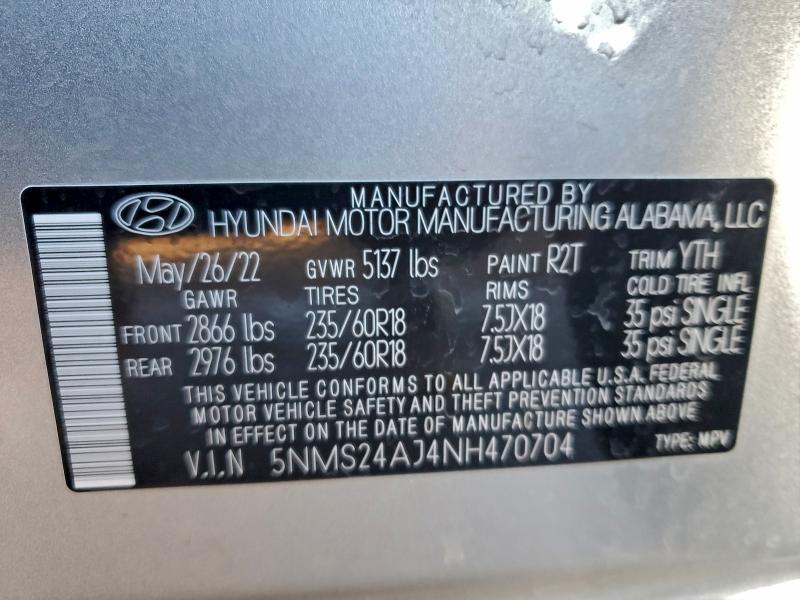 MANUFACTURED BY
HYUNDAI MOTOR MANUFACTURING ALABAMA, LLC
May/26/22 GVWR 5137 lbs PAINT R2T TRIM YTH
GAWR TIRES RIMS COLD TIRE INFL
FRONT 2866 lbs 235/60R18 7.5JX18 35 psi SINGLE
REAR 2976 lbs 235/60R18 7.5JX18 35 psi SINGLE
THIS VEHICLE CONFORMS TO ALL APPLICABLE U.S.A. FEDERAL
MOTOR VEHICLE SAFETY AND THEFT PREVENTION STANDARDS
IN EFFECT ON THE DATE OF MANUFACTURE SHOWN ABOVE
V.I.N 5NMS24AJ4NH470704 TYPE: MPV